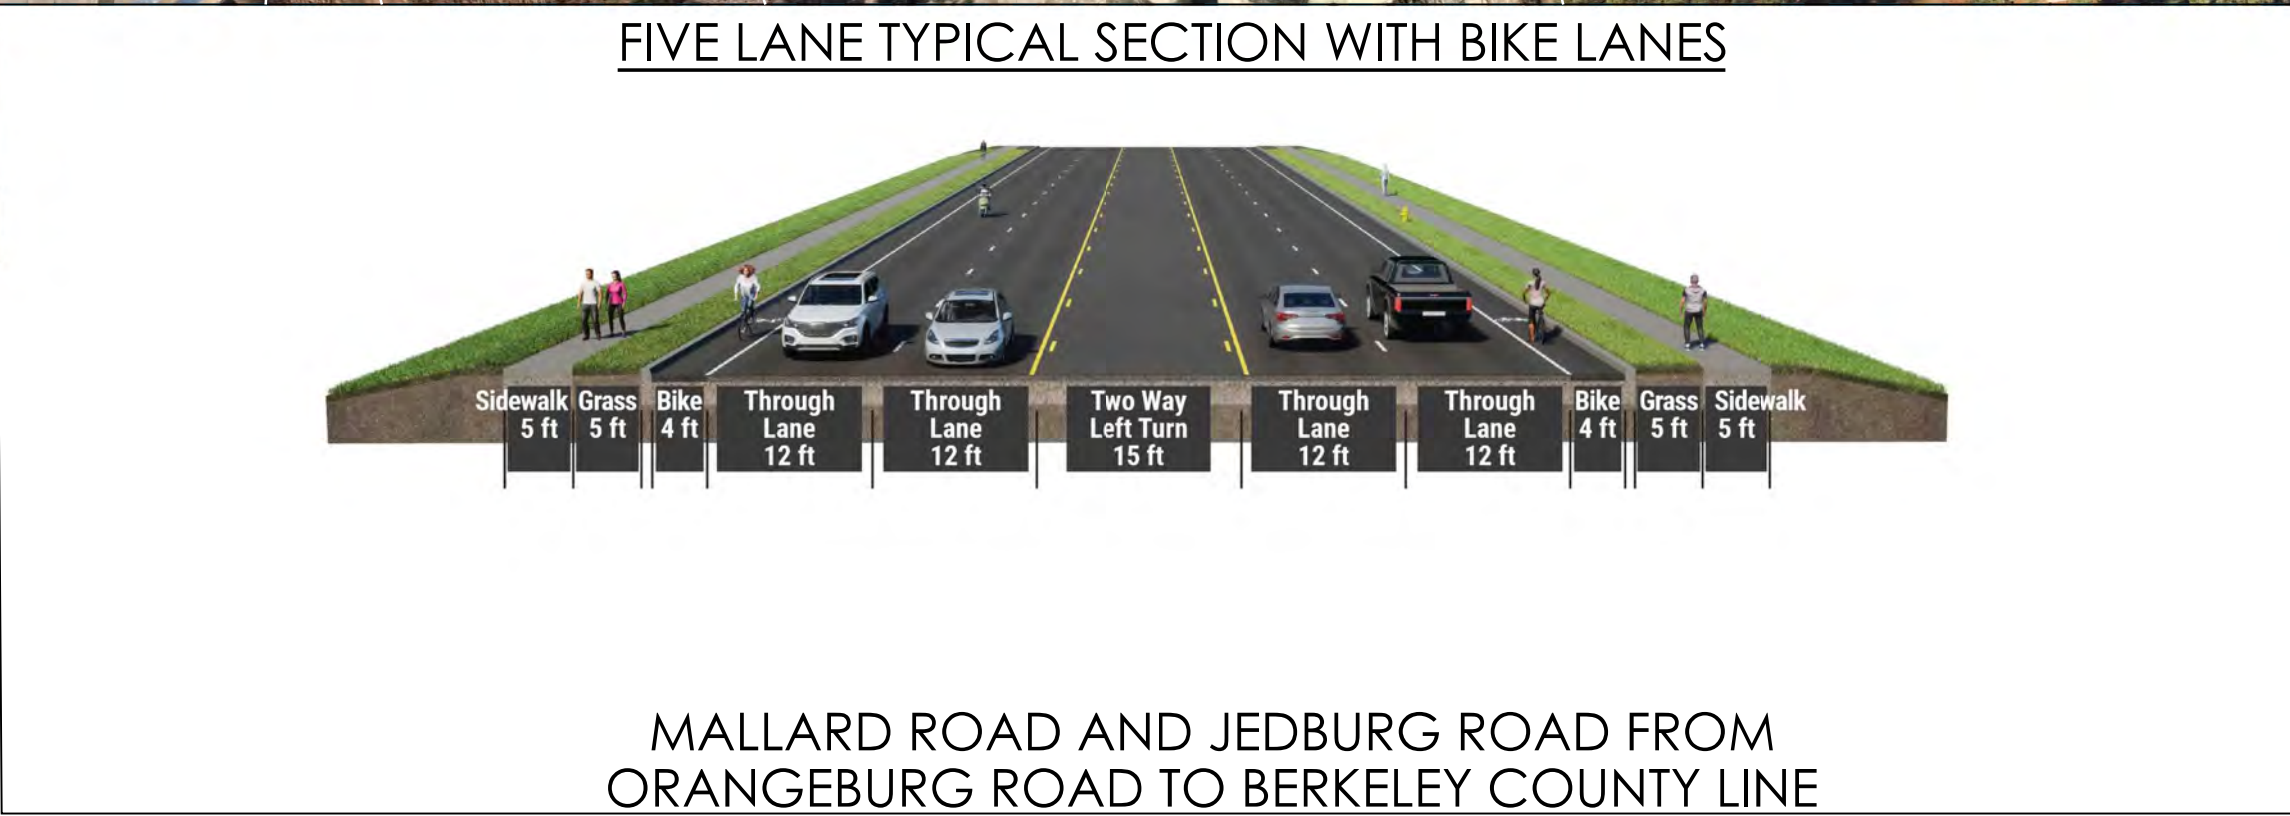 FIVE LANE TYPICAL SECTION WITH BIKE LANES
Sidewalk
5 ft
Grass
5 ft
Bike
4 ft
Through
Lane
12 ft
Through
Lane
12 ft
Two Way
Left Turn
15 ft
Through
Lane
12 ft
Through
Lane
12 ft
Bike
4 ft
Grass
5 ft
Sidewalk
5 ft
MALLARD ROAD AND JEDBURG ROAD FROM
ORANGEBURG ROAD TO BERKELEY COUNTY LINE